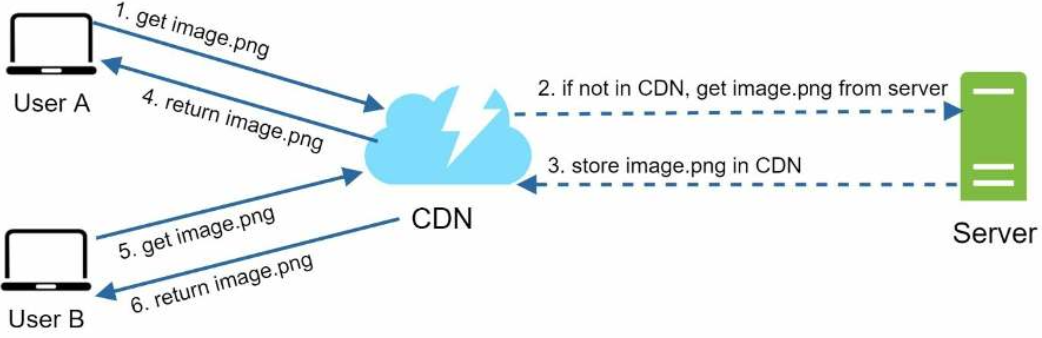 1. get image.png
User A
4. return image.png
2. if not in CDN, get image.png from server
3. store image.png in CDN
CDN
Server
5. get image.png
6. return image.png
User B